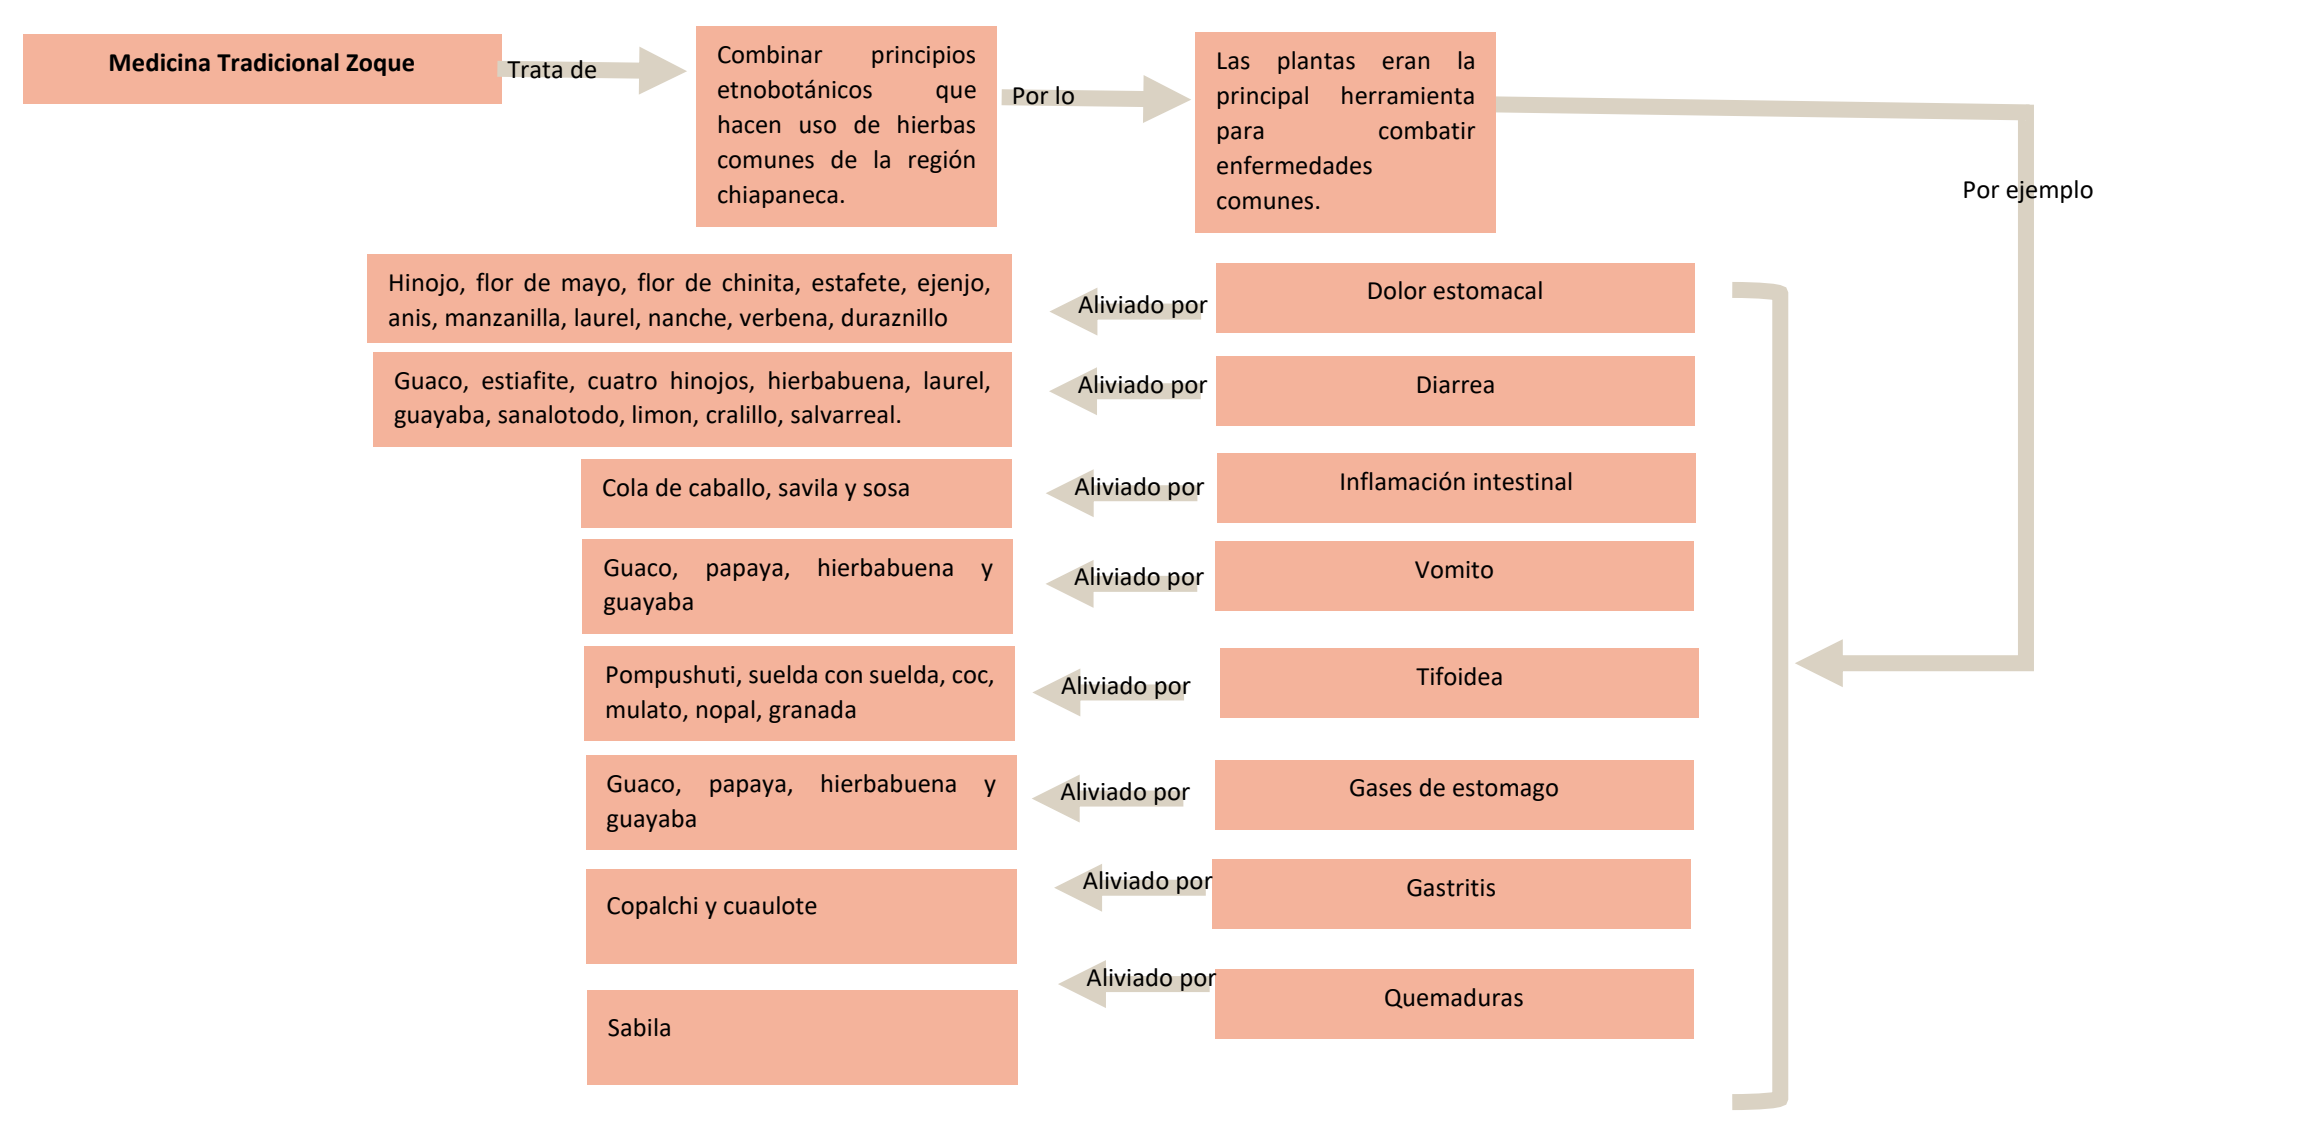 Medicina Tradicional Zoque
Trata de
Combinar principios
etnobotánicos que
hacen uso de hierbas
comunes de la región
chiapaneca.
Por lo
Las plantas eran la
principal herramienta
para combatir
enfermedades
comunes.
Por ejemplo
Hinojo, flor de mayo, flor de chinita, estafete, ejenjo,
anis, manzanilla, laurel, nanche, verbena, duraznillo
Aliviado por
Dolor estomacal
Guaco, estiafite, cuatro hinojos, hierbabuena, laurel,
guayaba, sanalotodo, limon, cralillo, salvarreal.
Aliviado por
Diarrea
Cola de caballo, savila y sosa
Aliviado por
Inflamación intestinal
Guaco, papaya, hierbabuena y
guayaba
Aliviado por
Vomito
Pompushuti, suelda con suelda, coc,
mulato, nopal, granada
Aliviado por
Tifoidea
Guaco, papaya, hierbabuena y
guayaba
Aliviado por
Gases de estomago
Copalchi y cuaulote
Aliviado por
Gastritis
Sabila
Aliviado por
Quemaduras